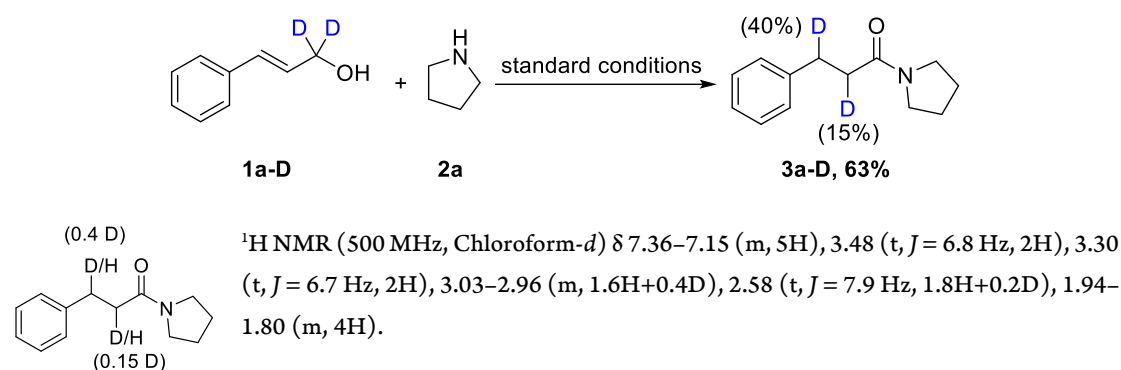 D D
OH
+
H
N
standard conditions
(40%) D
O
N
D
(15%)
1a-D
2a
3a-D, 63%
(0.4 D)
D/H
O
N
D/H
(0.15 D)
¹H NMR (500 MHz, Chloroform-d) δ 7.36–7.15 (m, 5H), 3.48 (t, J = 6.8 Hz, 2H), 3.30
(t, J = 6.7 Hz, 2H), 3.03–2.96 (m, 1.6H+0.4D), 2.58 (t, J = 7.9 Hz, 1.8H+0.2D), 1.94–
1.80 (m, 4H).